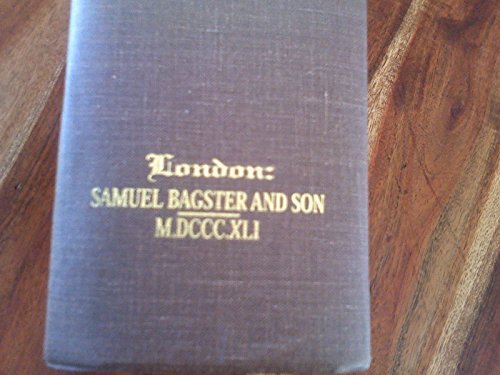 London:
SAMUEL BAGSTER AND SON
M.DCCC.XLI